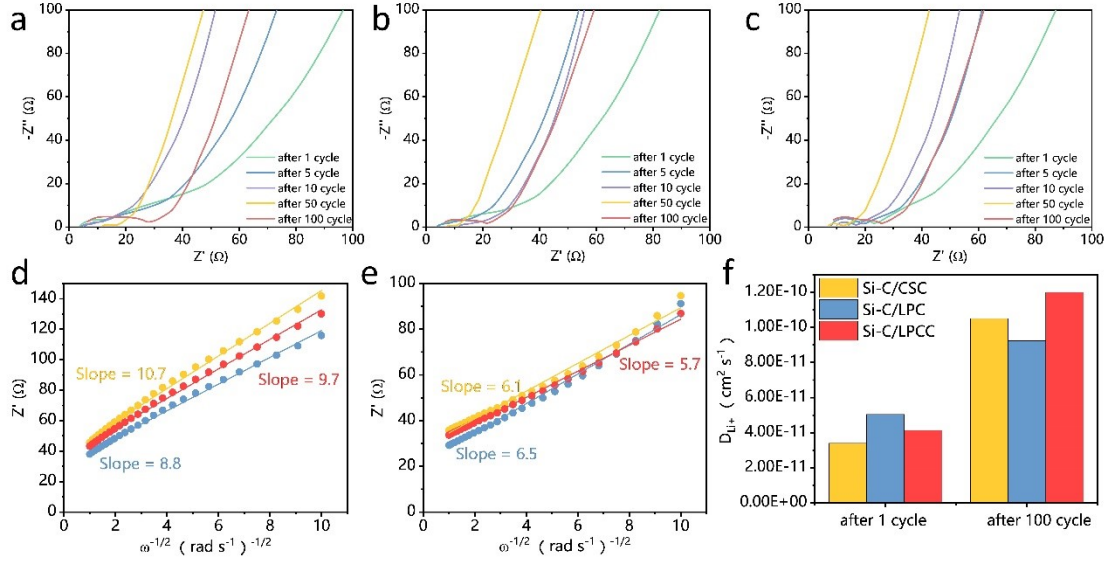 a
100
80
60
40
20
0
-Z'' (Ω)
after 1 cycle
after 5 cycle
after 10 cycle
after 50 cycle
after 100 cycle
0 20 40 60 80 100
Z' (Ω)
b
100
80
60
40
20
0
-Z'' (Ω)
after 1 cycle
after 5 cycle
after 10 cycle
after 50 cycle
after 100 cycle
0 20 40 60 80 100
Z' (Ω)
c
100
80
60
40
20
0
-Z'' (Ω)
after 1 cycle
after 5 cycle
after 10 cycle
after 50 cycle
after 100 cycle
0 20 40 60 80 100
Z' (Ω)
d
140
120
100
80
60
40
20
0
Z' (Ω)
Slope = 10.7
Slope = 9.7
Slope = 8.8
0 2 4 6 8 10
ω-1/2 ( rad s-1 ) -1/2
e
100
80
60
40
20
0
Z' (Ω)
Slope = 6.1
Slope = 5.7
Slope = 6.5
0 2 4 6 8 10
ω-1/2 ( rad s-1 ) -1/2
f
1.20E-10
1.00E-10
8.00E-11
6.00E-11
4.00E-11
2.00E-11
0.00E+00
DLi+ ( cm2 s-1 )
Si-C/CSC
Si-C/LPC
Si-C/LPCC
after 1 cycle after 100 cycle